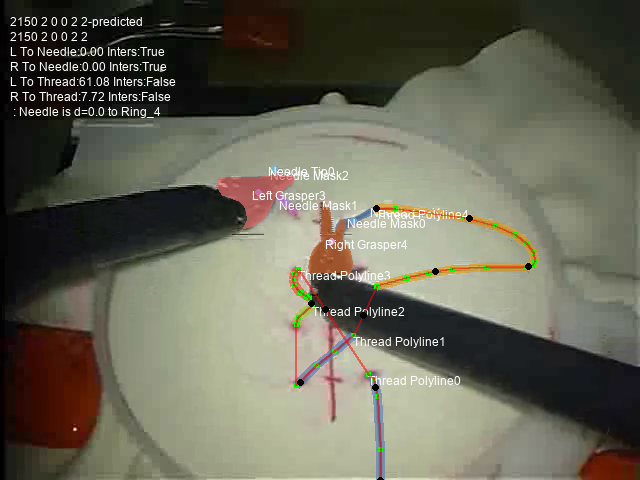 2150 2 0 0 2 2-predicted
2150 2 0 0 2 2
L To Needle:0.00 Inters:True
R To Needle:0.00 Inters:True
L To Thread:61.08 Inters:False
R To Thread:7.72 Inters:False
: Needle is d=0.0 to Ring_4
Needle Tip0
Needle Mask2
Left Grasper3
Needle Mask1
Thread Polyline4
Needle Mask0
Right Grasper4
Thread Polyline3
Thread Polyline2
Thread Polyline1
Thread Polyline0